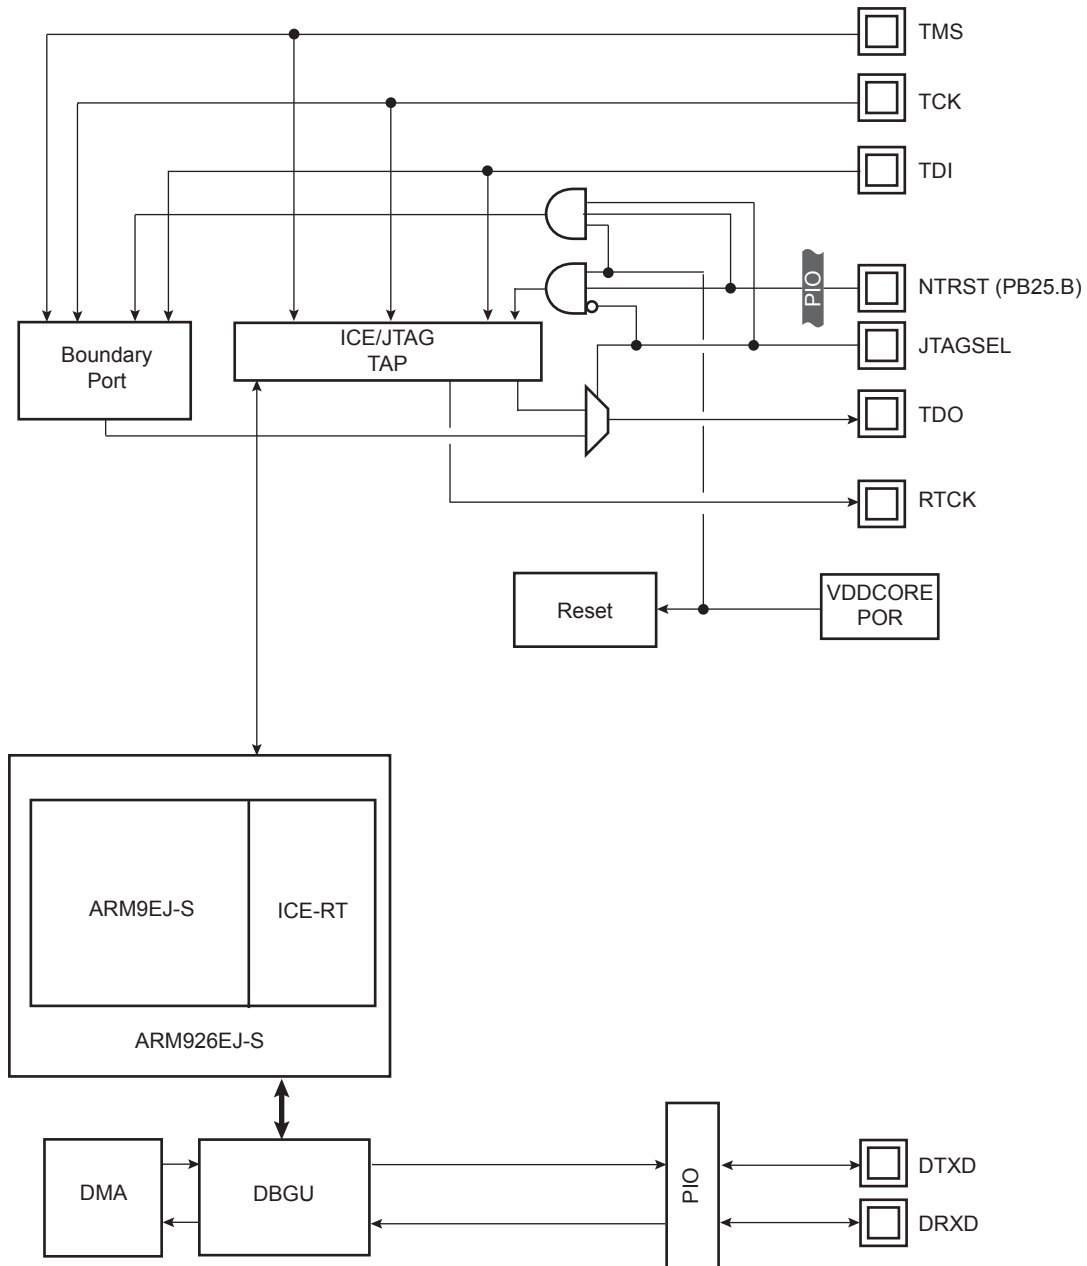 TMS
TCK
TDI
PIO
NTRST (PB25.B)
Boundary
Port
ICE/JTAG
TAP
JTAGSEL
TDO
RTCK
Reset
VDDCORE
POR
ARM9EJ-S
ICE-RT
ARM926EJ-S
DMA
DBGU
PIO
DTXD
DRXD